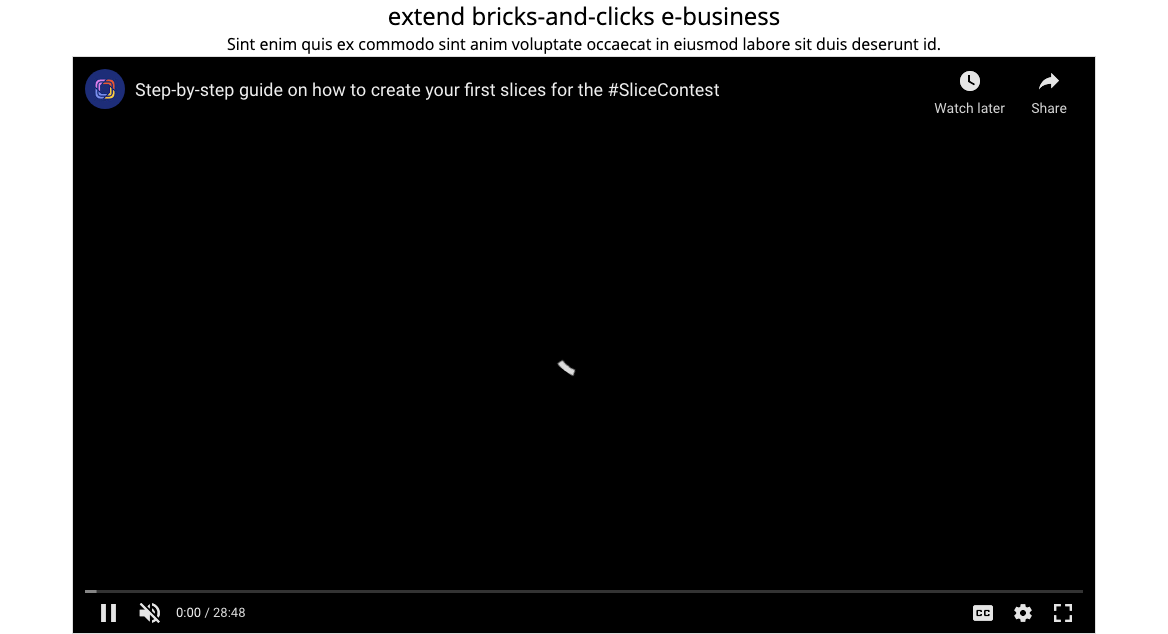 extend bricks-and-clicks e-business
Sint enim quis ex commodo sint anim voluptate occaecat in eiusmod labore sit duis deserunt id.
Step-by-step guide on how to create your first slices for the #SliceContest
Watch later
Share
0:00 / 28:48
CC